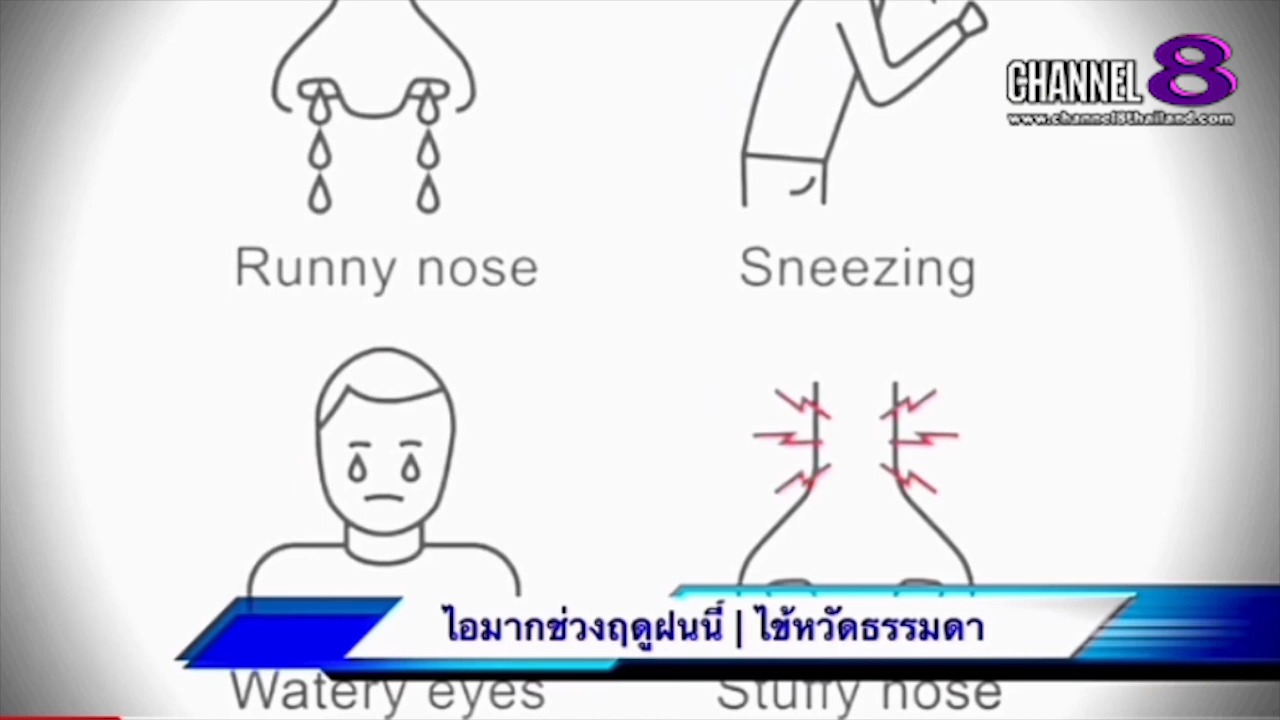 CHANNEL 8
www.channel8thailand.com
Runny nose
Sneezing
ไอมากช่วงฤดูฝนนี้ | ไข้หวัดธรรมดา
Watery eyes
Stuffy nose